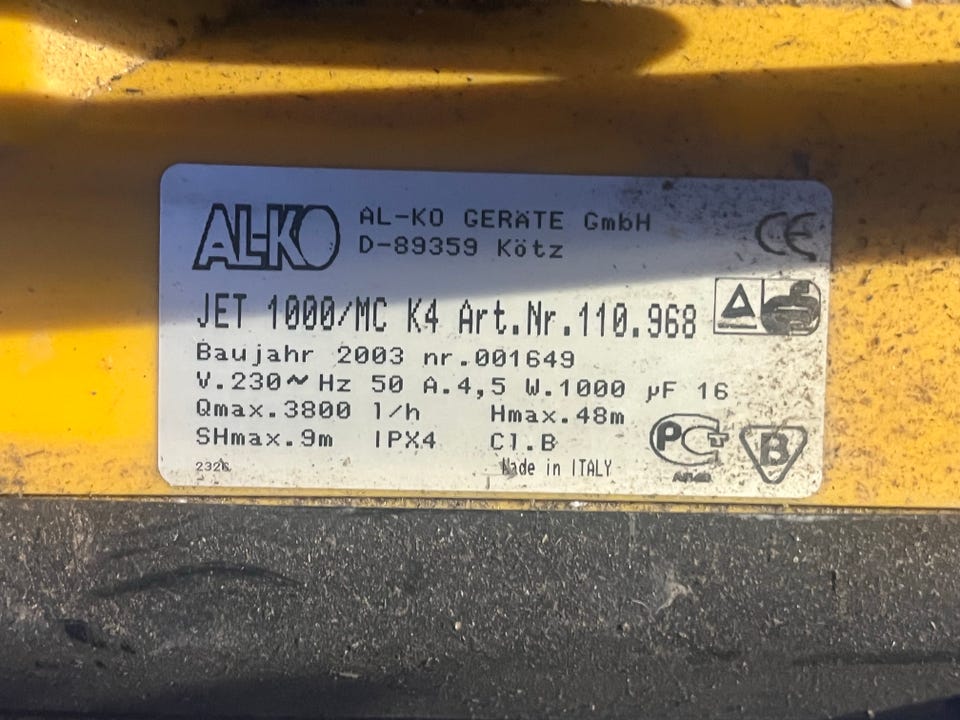 AL-KO
AL-KO GERÄTE GmbH
D-89359 Kötz
CE
JET 1000/MC K4 Art.Nr.110.968
Baujahr 2003 nr.001649
V.230~Hz 50 A.4,5 W.1000 µF 16
Qmax.3800 l/h Hmax.48m
SHmax.9m IPX4 Cl.B
PCT
B
Made in ITALY